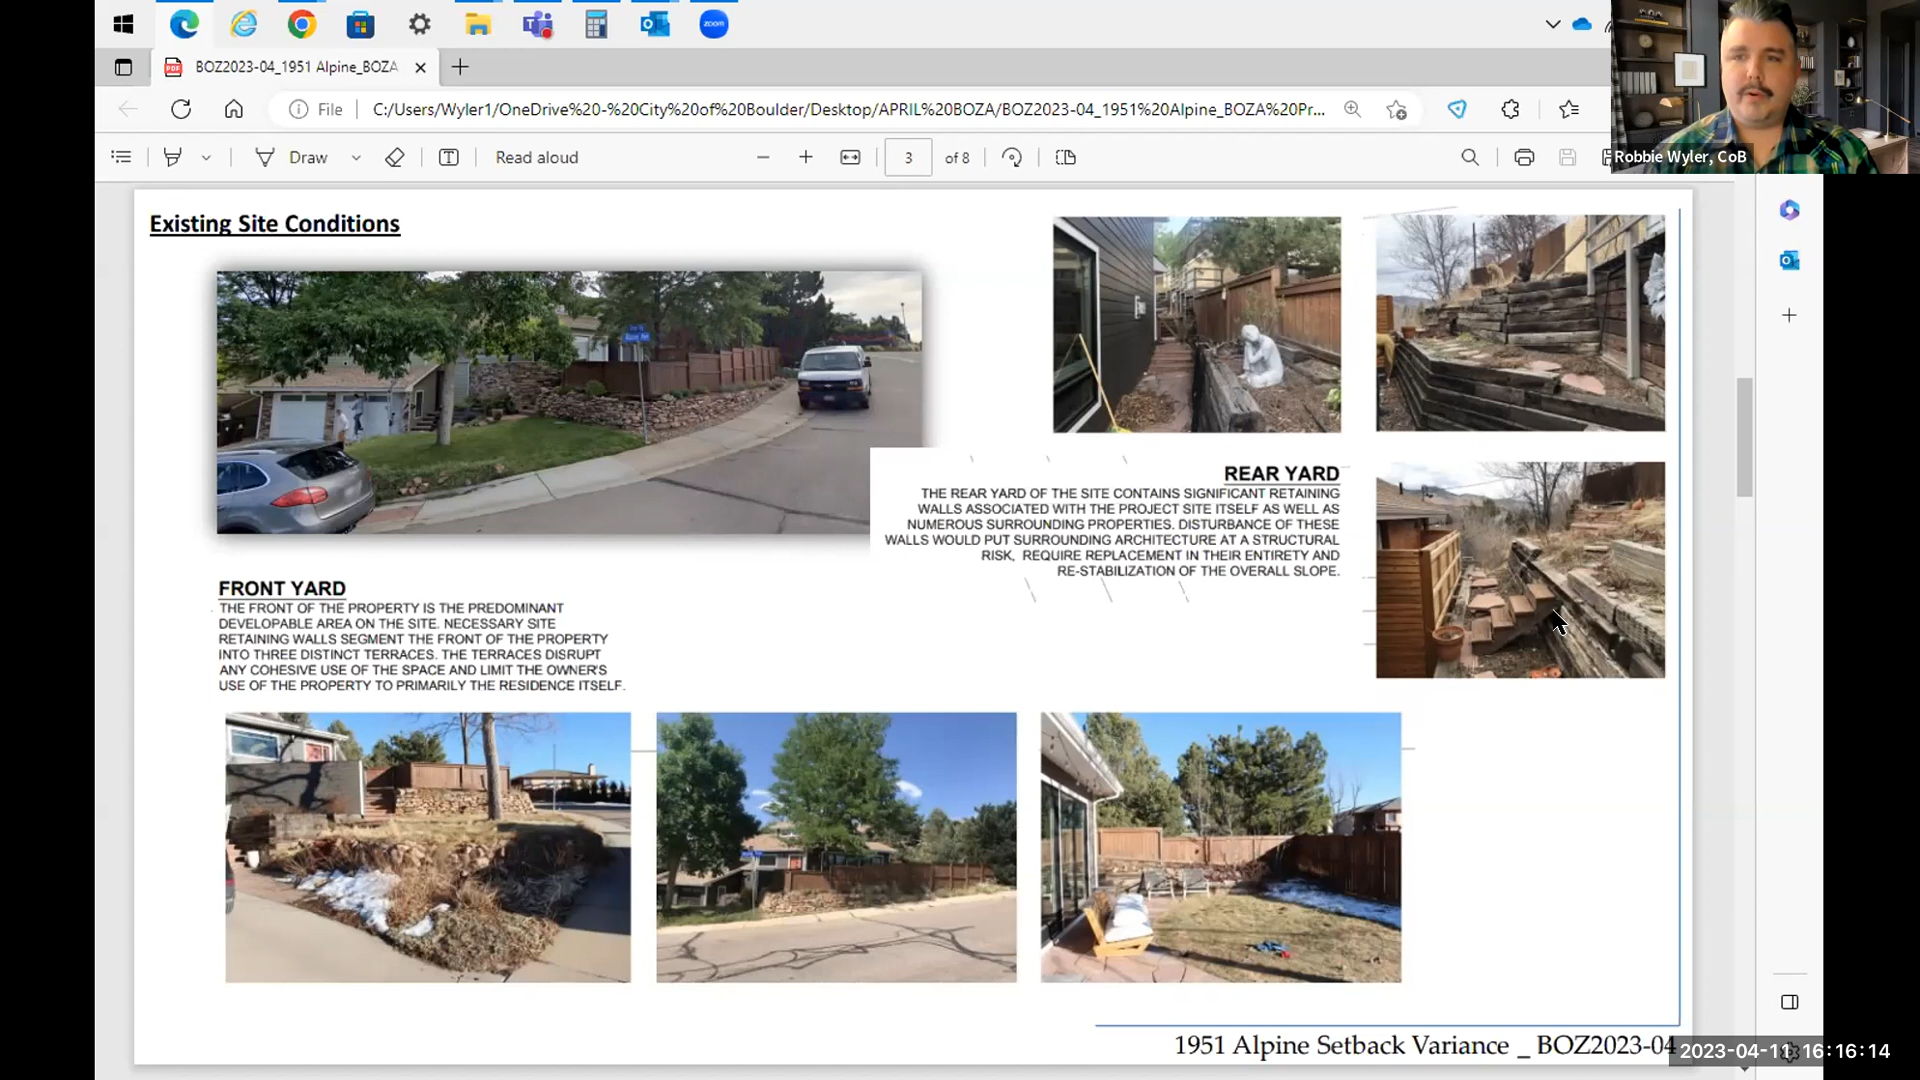 zoom
BOZ2023-04_1951 Alpine_BOZA
File
C:/Users/Wyler1/OneDrive%20-%20City%20of%20Boulder/Desktop/APRIL%20BOZA/BOZ2023-04_1951%20Alpine_BOZA%20Pr...
Draw
Read aloud
3
of 8
Robbie Wyler, CoB
Existing Site Conditions
REAR YARD
THE REAR YARD OF THE SITE CONTAINS SIGNIFICANT RETAINING
WALLS ASSOCIATED WITH THE PROJECT SITE ITSELF AS WELL AS
NUMEROUS SURROUNDING PROPERTIES. DISTURBANCE OF THESE
WALLS WOULD PUT SURROUNDING ARCHITECTURE AT A STRUCTURAL
RISK, REQUIRE REPLACEMENT IN THEIR ENTIRETY AND
RE-STABILIZATION OF THE OVERALL SLOPE.
FRONT YARD
THE FRONT OF THE PROPERTY IS THE PREDOMINANT
DEVELOPABLE AREA ON THE SITE. NECESSARY SITE
RETAINING WALLS SEGMENT THE FRONT OF THE PROPERTY
INTO THREE DISTINCT TERRACES. THE TERRACES DISRUPT
ANY COHESIVE USE OF THE SPACE AND LIMIT THE OWNER'S
USE OF THE PROPERTY TO PRIMARILY THE RESIDENCE ITSELF.
1951 Alpine Setback Variance _ BOZ2023-04
2023-04-11 16:16:14